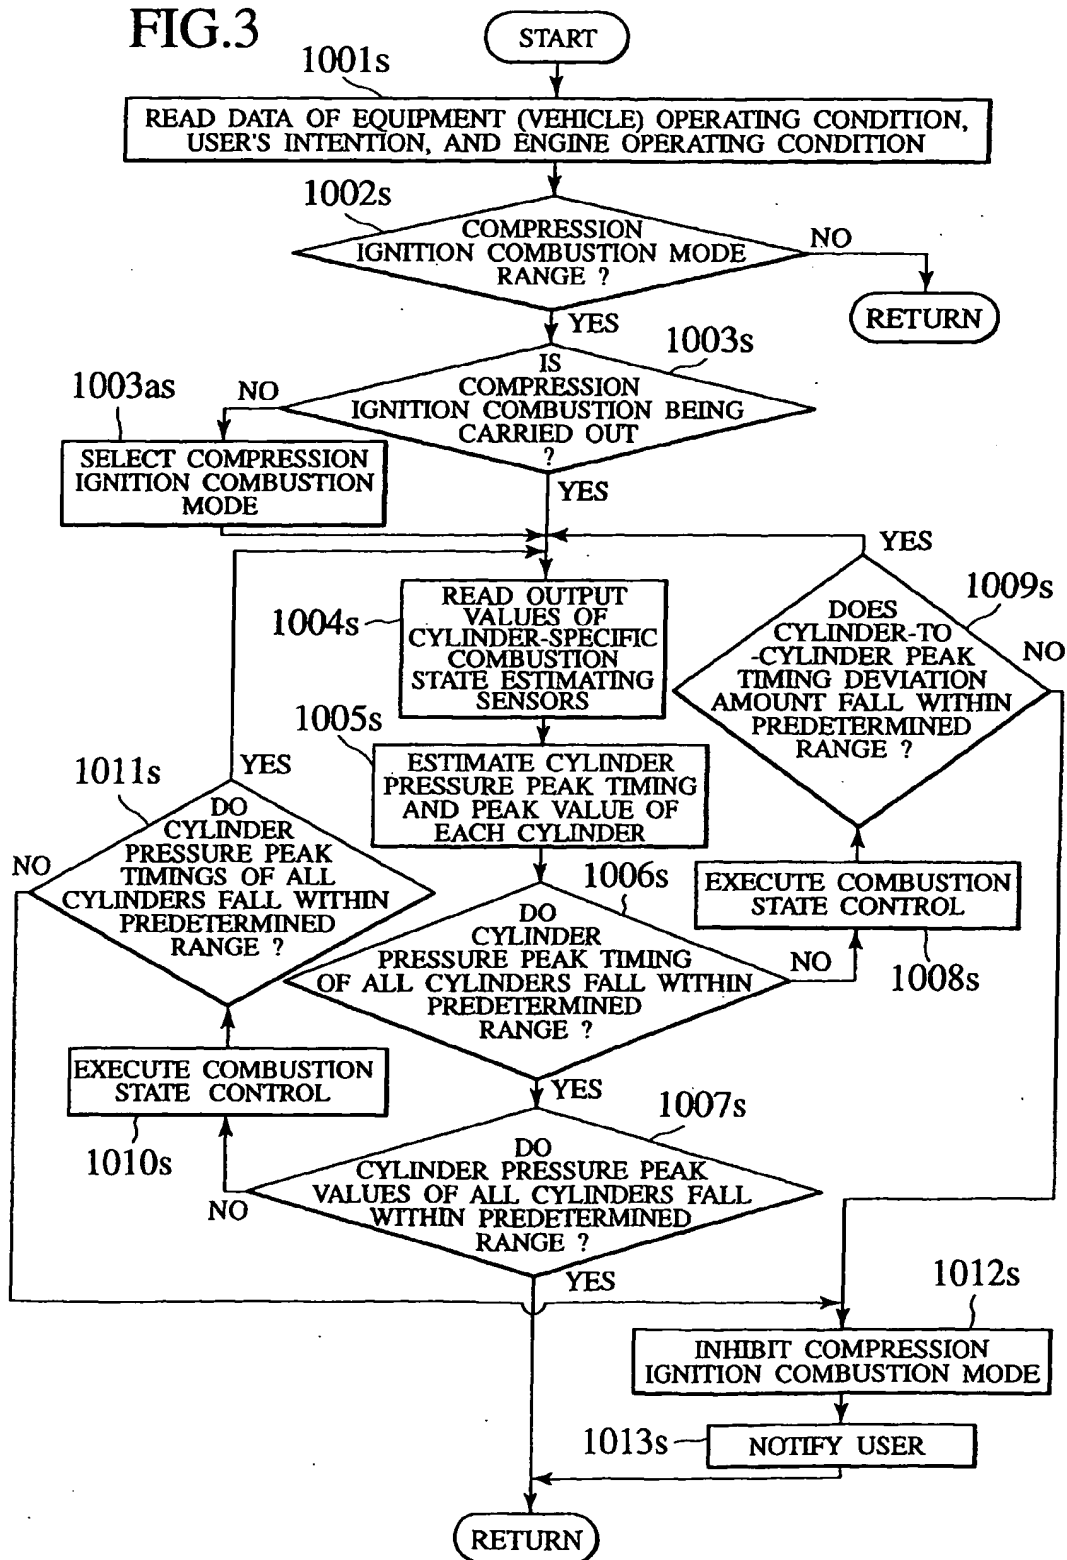 FIG.3
START
1001s
READ DATA OF EQUIPMENT (VEHICLE) OPERATING CONDITION,
USER'S INTENTION, AND ENGINE OPERATING CONDITION
1002s
COMPRESSION
IGNITION COMBUSTION MODE
RANGE ?
NO
RETURN
YES
1003s
IS
COMPRESSION
IGNITION COMBUSTION BEING
CARRIED OUT
?
NO
1003as
SELECT COMPRESSION
IGNITION COMBUSTION
MODE
YES
1004s
READ OUTPUT
VALUES OF
CYLINDER-SPECIFIC
COMBUSTION
STATE ESTIMATING
SENSORS
YES
1009s
DOES
CYLINDER-TO
-CYLINDER PEAK
TIMING DEVIATION
AMOUNT FALL WITHIN
PREDETERMINED
RANGE ?
NO
1005s
ESTIMATE CYLINDER
PRESSURE PEAK TIMING
AND PEAK VALUE OF
EACH CYLINDER
1011s
YES
DO
CYLINDER
PRESSURE PEAK
TIMINGS OF ALL
CYLINDERS FALL WITHIN
PREDETERMINED
RANGE ?
NO
1006s
DO
CYLINDER
PRESSURE PEAK TIMING
OF ALL CYLINDERS FALL WITHIN
PREDETERMINED
RANGE ?
NO
EXECUTE COMBUSTION
STATE CONTROL
1008s
EXECUTE COMBUSTION
STATE CONTROL
1010s
YES
1007s
DO
CYLINDER PRESSURE PEAK
VALUES OF ALL CYLINDERS FALL
WITHIN PREDETERMINED
RANGE ?
NO
YES
1012s
INHIBIT COMPRESSION
IGNITION COMBUSTION MODE
1013s
NOTIFY USER
RETURN